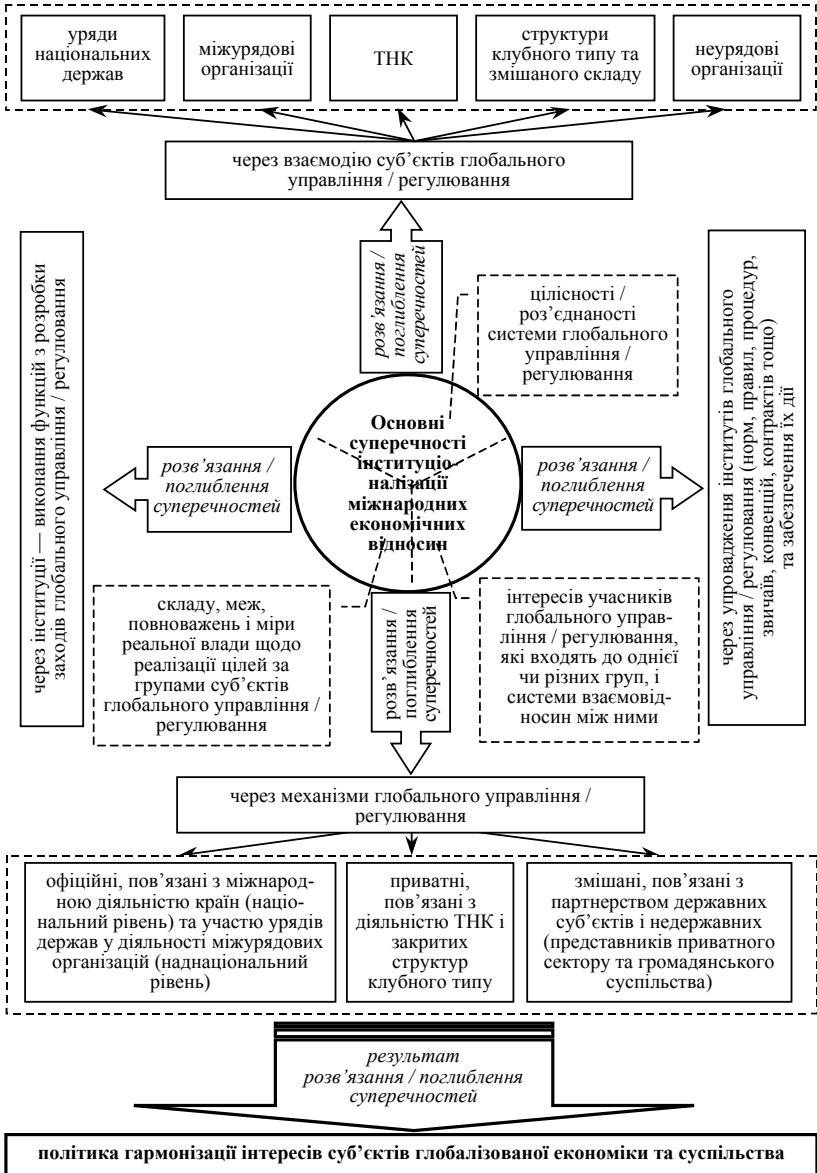 уряди
національних
держав
міжурядові
організації
ТНК
структури
клубного типу та
змішаного складу
неурядові
організації
через взаємодію суб’єктів глобального
управління / регулювання
через інституції — виконання функцій з розробки
заходів глобального управління / регулювання
розв’язання /
поглиблення
суперечностей
цілісності /
роз’єднаності
системи глобального
управління /
регулювання
через упровадження інститутів глобального
управління / регулювання (норм, правил, процедур,
звичаїв, конвенцій, контрактів тощо)
та забезпечення їх дії
розв’язання /
поглиблення
суперечностей
Основні
суперечності
інституціо-
налізації
міжнародних
економічних
відносин
розв’язання /
поглиблення
суперечностей
складу, меж,
повноважень і міри
реальної влади щодо
реалізації цілей за
групами суб’єктів
глобального управління /
регулювання
розв’язання /
поглиблення
суперечностей
інтересів учасників
глобального управ-
ління / регулювання,
які входять до однієї
чи різних груп, і
системи взаємовід-
носин між ними
через механізми глобального управління /
регулювання
офіційні, пов’язані з міжнарод-
ною діяльністю країн (націо-
нальний рівень) та участю урядів
держав у діяльності міжурядових
організацій (наднаціональний
рівень)
приватні,
пов’язані з
діяльністю ТНК і
закритих
структур
клубного типу
змішані, пов’язані з
партнерством державних
суб’єктів і недержавних
(представників приватного
сектору та громадянського
суспільства)
результат
розв’язання / поглиблення
суперечностей
політика гармонізації інтересів суб’єктів глобалізованої економіки та суспільства